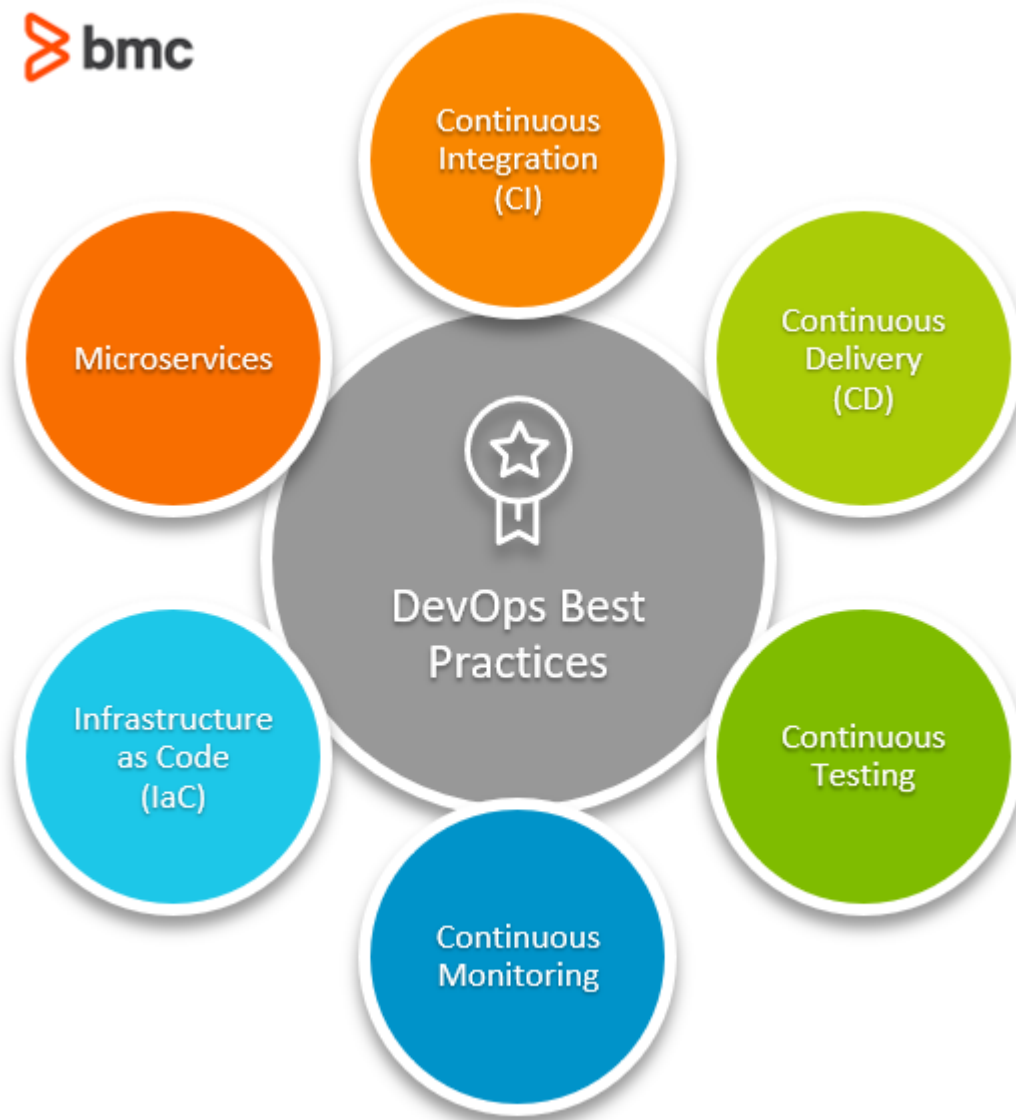 bmc
Continuous
Integration
(CI)
Continuous
Delivery
(CD)
Continuous
Testing
Continuous
Monitoring
Infrastructure
as Code
(IaC)
Microservices
DevOps Best
Practices